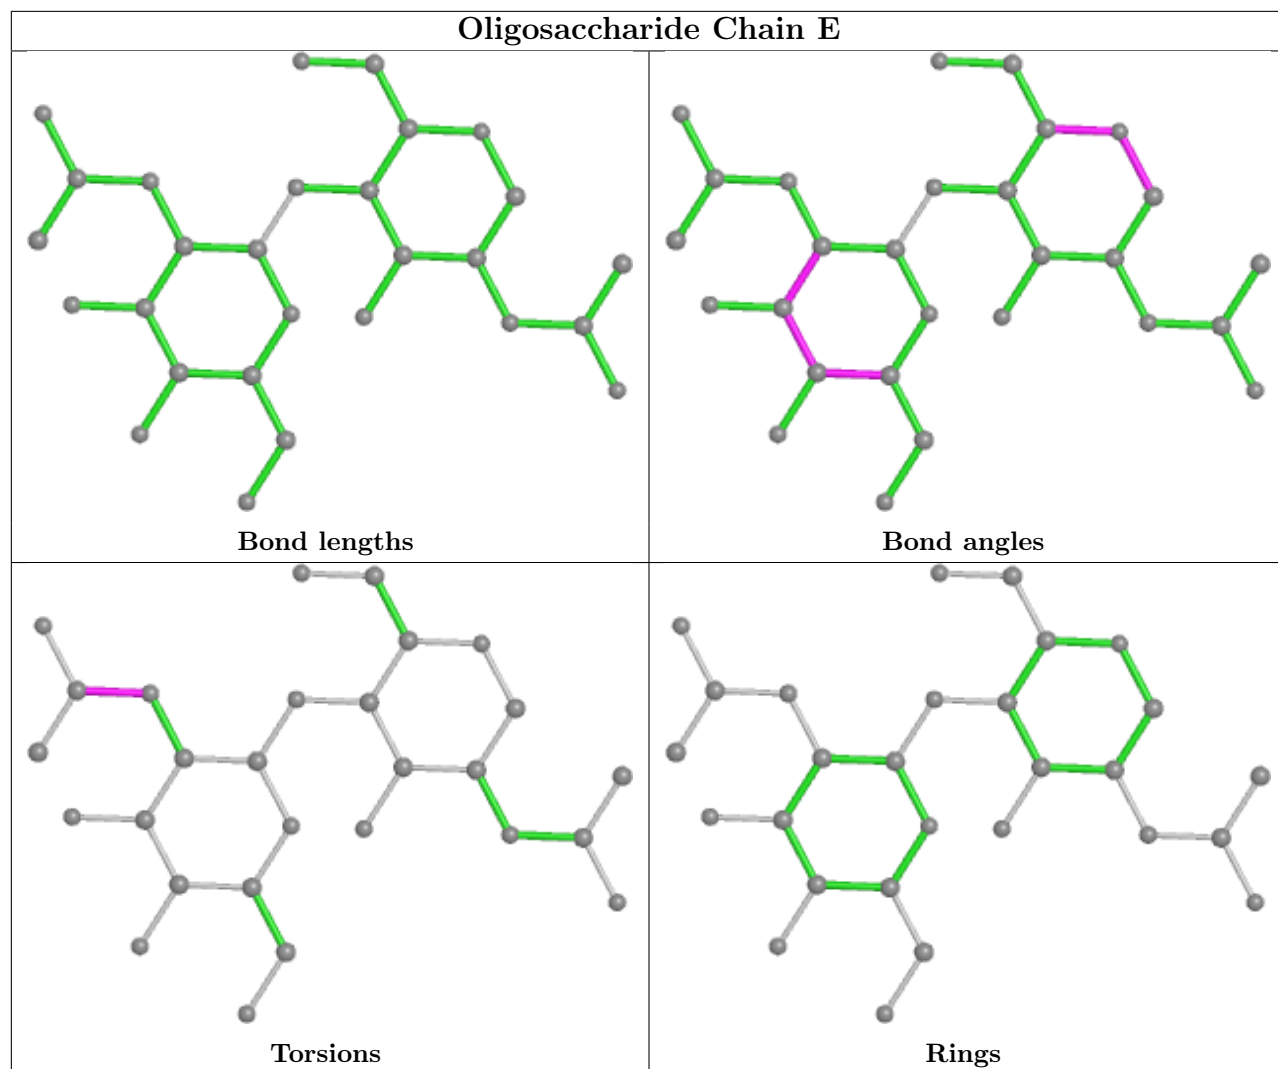 Oligosaccharide Chain E
Bond lengths
Bond angles
Torsions
Rings